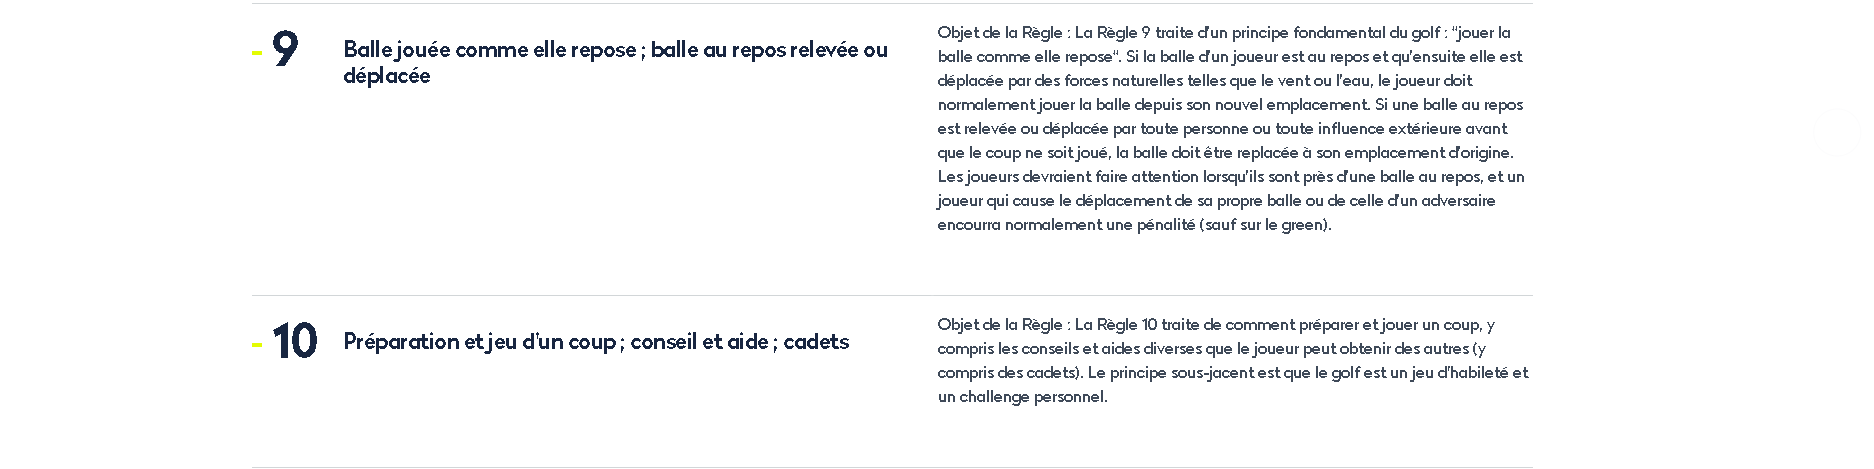 - 9
Balle jouée comme elle repose ; balle au repos relevée ou
déplacée
Objet de la Règle : La Règle 9 traite d'un principe fondamental du golf : "jouer la
balle comme elle repose". Si la balle d'un joueur est au repos et qu'ensuite elle est
déplacée par des forces naturelles telles que le vent ou l'eau, le joueur doit
normalement jouer la balle depuis son nouvel emplacement. Si une balle au repos
est relevée ou déplacée par toute personne ou toute influence extérieure avant
que le coup ne soit joué, la balle doit être replacée à son emplacement d'origine.
Les joueurs devraient faire attention lorsqu'ils sont près d'une balle au repos, et un
joueur qui cause le déplacement de sa propre balle ou de celle d'un adversaire
encourra normalement une pénalité (sauf sur le green).
- 10
Préparation et jeu d'un coup ; conseil et aide ; cadets
Objet de la Règle : La Règle 10 traite de comment préparer et jouer un coup, y
compris les conseils et aides diverses que le joueur peut obtenir des autres (y
compris des cadets). Le principe sous-jacent est que le golf est un jeu d'habileté et
un challenge personnel.